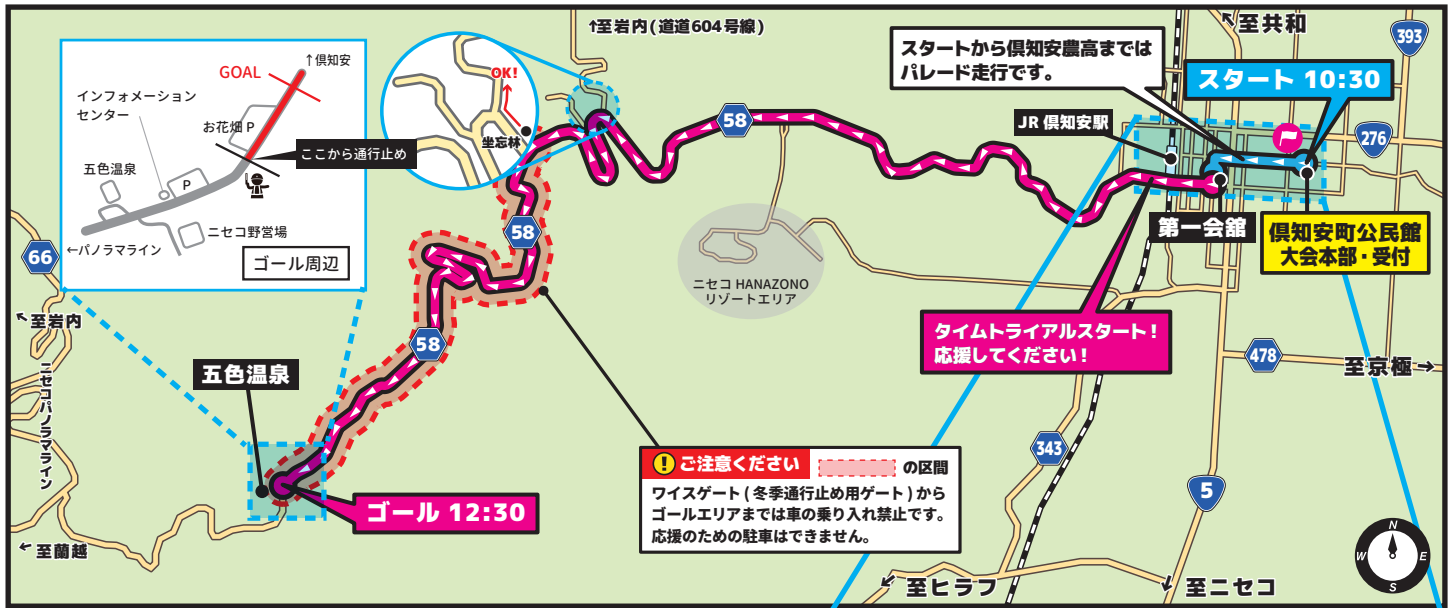 ↑至岩内(道道604号線)
↖至共和
393
スタートから倶知安農高までは
パレード走行です。
スタート 10:30
276
JR 倶知安駅
第一会舘
倶知安町公民館
大会本部・受付
58
OK!
坐忘林
GOAL
↑倶知安
インフォメーション
センター
お花畑 P
ここから通行止め
五色温泉
P
ニセコ野営場
←パノラマライン
ゴール周辺
66
58
ニセコ HANAZONO
リゾートエリア
タイムトライアルスタート!
応援してください!
↖至岩内
58
478
至京極→
五色温泉
ニセコパノラマライン
343
! ご注意ください
の区間
ワイスゲート(冬季通行止め用ゲート)から
ゴールエリアまでは車の乗り入れ禁止です。
応援のための駐車はできません。
5
ゴール 12:30
←至蘭越
↙至ヒラフ
↓至ニセコ
N
W
E
S